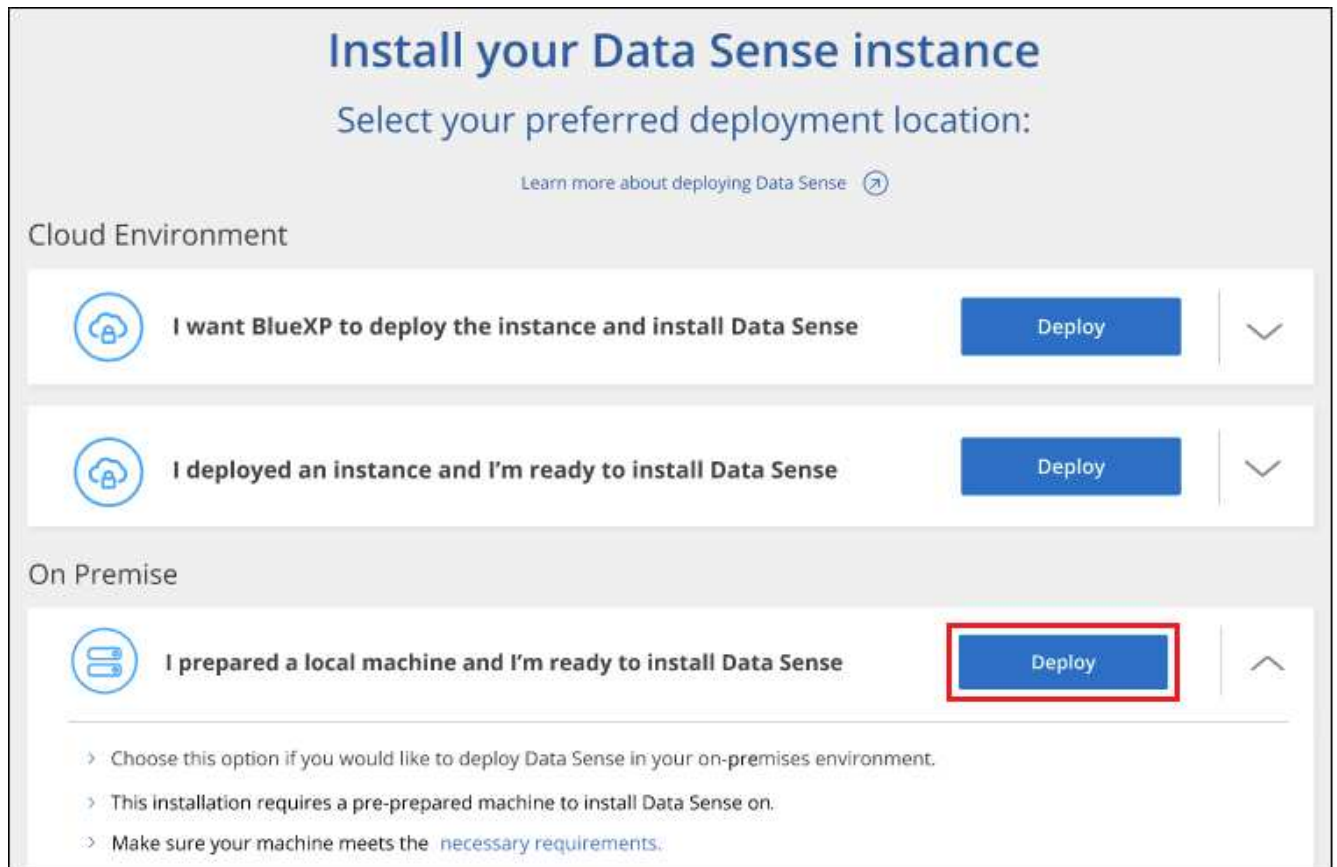 Install your Data Sense instance
Select your preferred deployment location:
Learn more about deploying Data Sense
Cloud Environment
I want BlueXP to deploy the instance and install Data Sense
Deploy
I deployed an instance and I'm ready to install Data Sense
Deploy
On Premise
I prepared a local machine and I'm ready to install Data Sense
Deploy
Choose this option if you would like to deploy Data Sense in your on-premises environment.
This installation requires a pre-prepared machine to install Data Sense on.
Make sure your machine meets the necessary requirements.